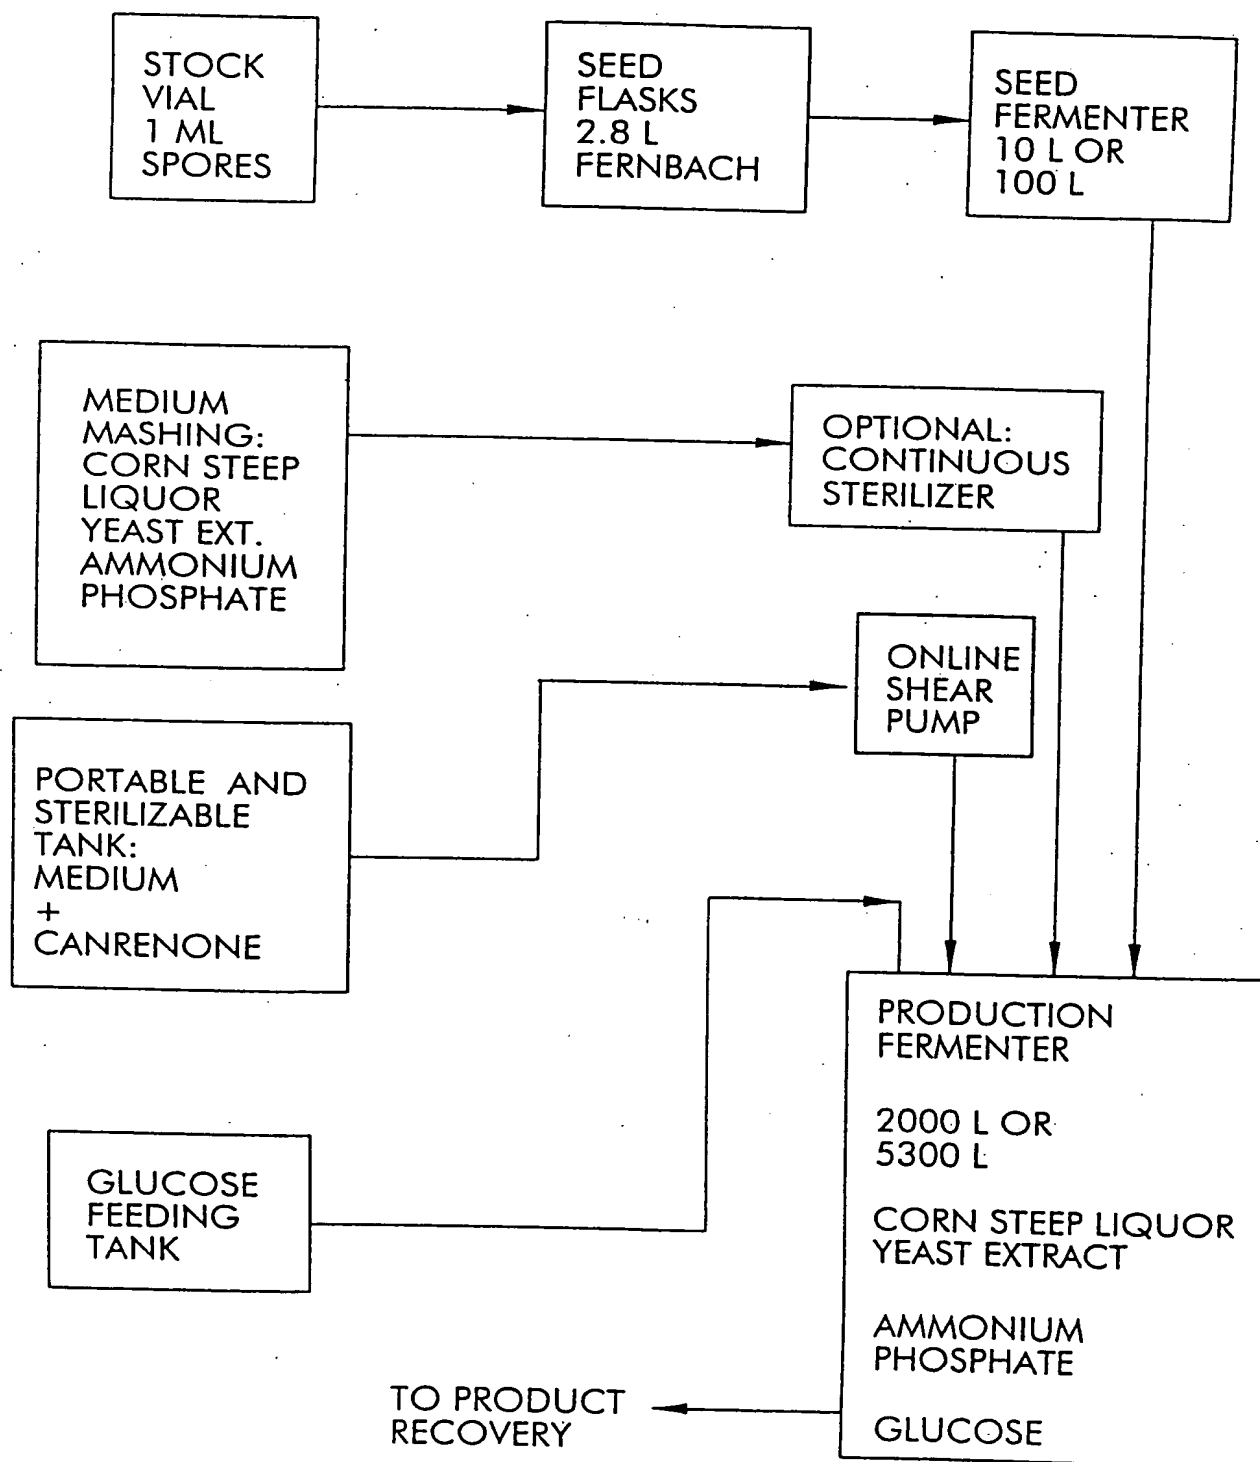 STOCK
VIAL
1 ML
SPORES
SEED
FLASKS
2.8 L
FERNBACH
SEED
FERMENTER
10 L OR
100 L
MEDIUM
MASHING:
CORN STEEP
LIQUOR
YEAST EXT.
AMMONIUM
PHOSPHATE
OPTIONAL:
CONTINUOUS
STERILIZER
ONLINE
SHEAR
PUMP
PORTABLE AND
STERILIZABLE
TANK:
MEDIUM
+
CANRENONE
GLUCOSE
FEEDING
TANK
PRODUCTION
FERMENTER
2000 L OR
5300 L
CORN STEEP LIQUOR
YEAST EXTRACT
AMMONIUM
PHOSPHATE
GLUCOSE
TO PRODUCT
RECOVERY